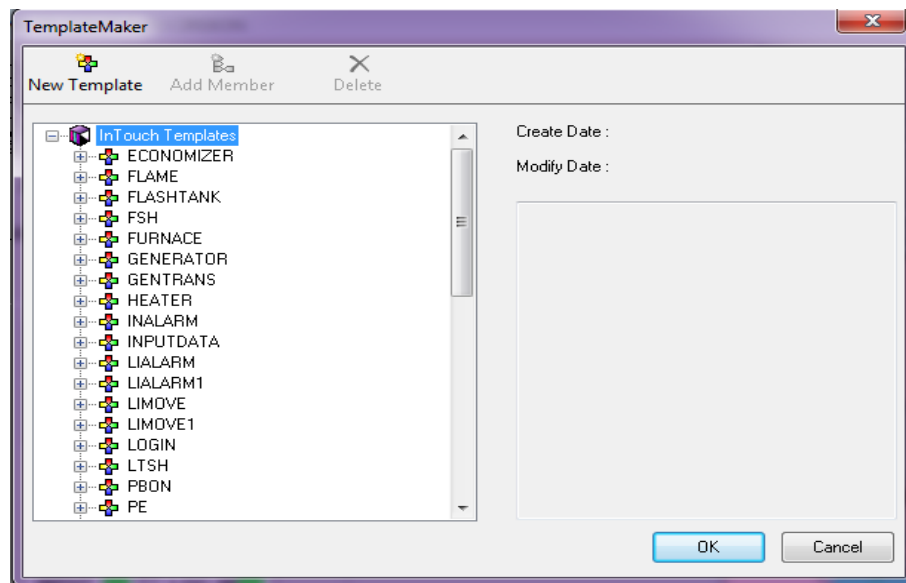 TemplateMaker
New Template Add Member Delete
InTouch Templates
ECONOMIZER
FLAME
FLASHTANK
FSH
FURNACE
GENERATOR
GENTRANS
HEATER
INALARM
INPUTDATA
LIALARM
LIALARM1
LIMOVE
LIMOVE1
LOGIN
LTSH
PBON
PE
Create Date :
Modify Date :
OK Cancel